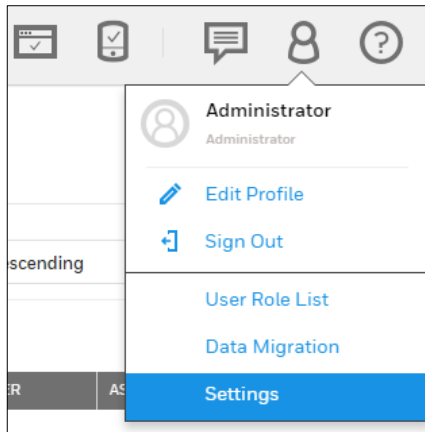 Administrator
Administrator
Edit Profile
Sign Out
scending
User Role List
Data Migration
ER
AS
Settings